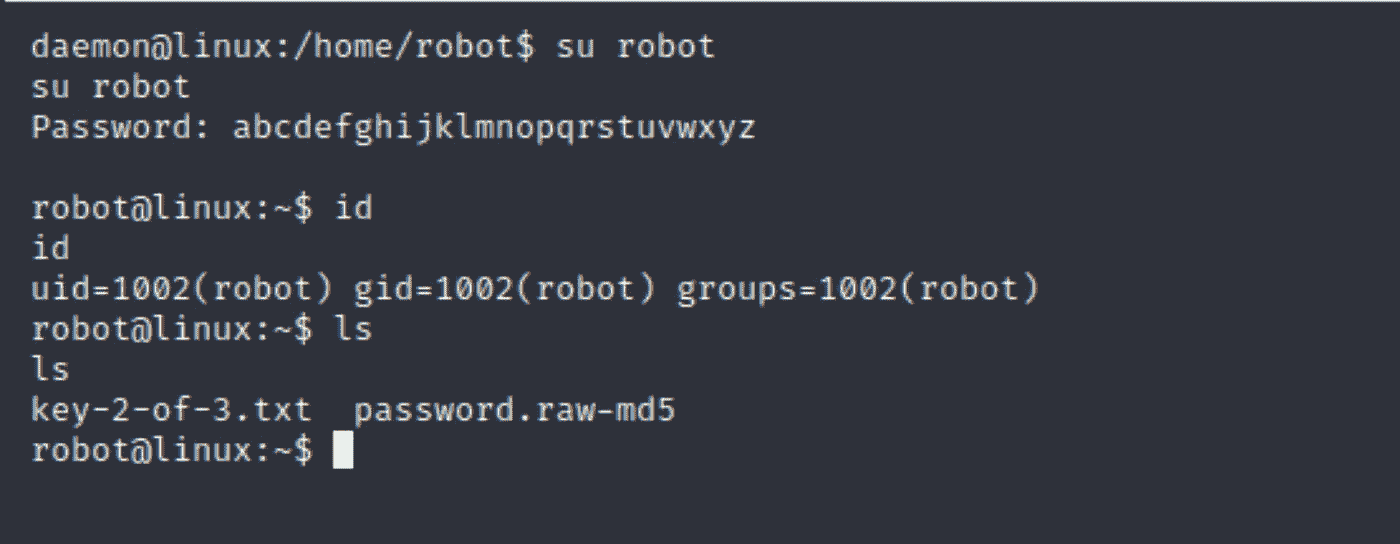 daemon@linux:/home/robot$ su robot
su robot
Password: abcdefghijklmnopqrstuvwxyz
robot@linux:~$ id
id
uid=1002(robot) gid=1002(robot) groups=1002(robot)
robot@linux:~$ ls
ls
key-2-of-3.txt  password.raw-md5
robot@linux:~$